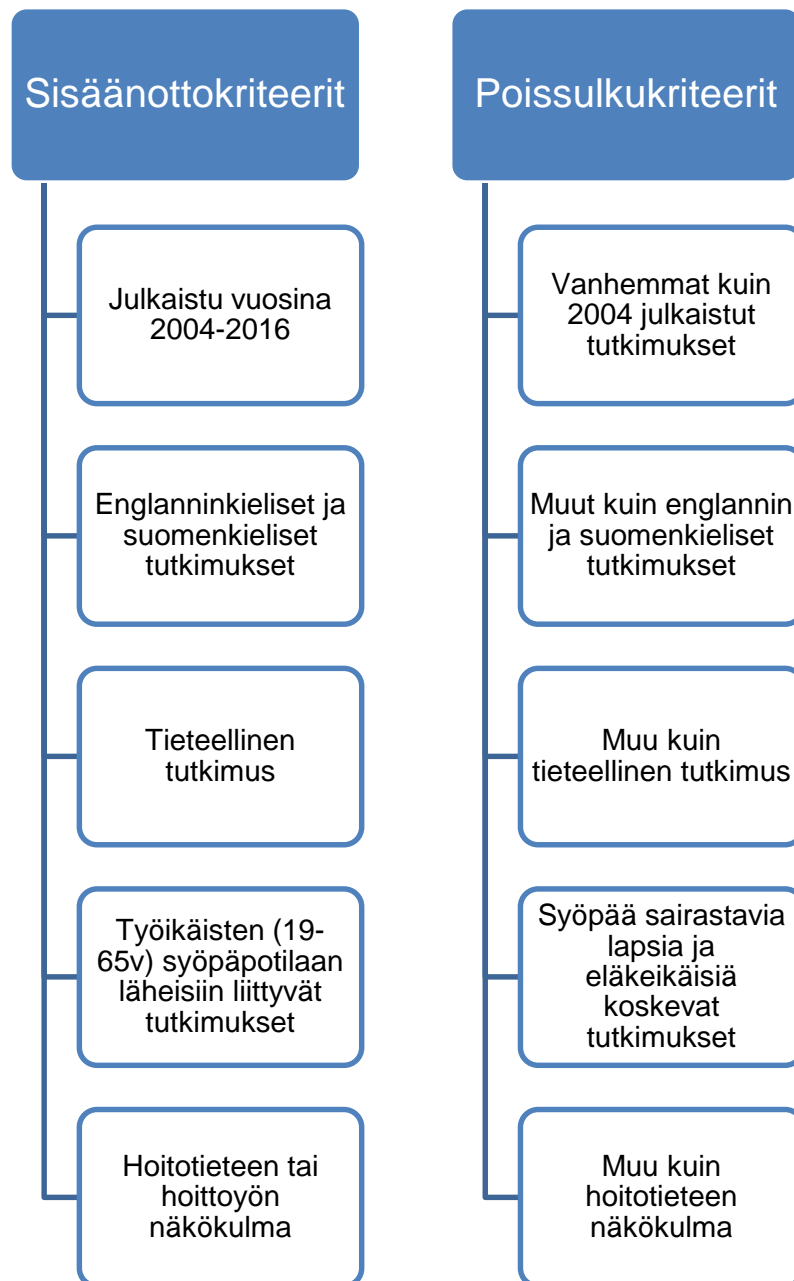 Sisäänottokriteerit
Julkaistu vuosina
2004-2016
Englanninkieliset ja
suomenkieliset
tutkimukset
Tieteellinen
tutkimus
Työikäisten (19-
65v) syöpäpotilaan
läheisiin liittyvät
tutkimukset
Hoitotieteen tai
hoittoyön
näkökulma
Poissulkukriteerit
Vanhemmat kuin
2004 julkaistut
tutkimukset
Muut kuin englannin
ja suomenkieliset
tutkimukset
Muu kuin
tieteellinen tutkimus
Syöpää sairastavia
lapsia ja
eläkeikäisiä
koskevat
tutkimukset
Muu kuin
hoitotieteen
näkökulma